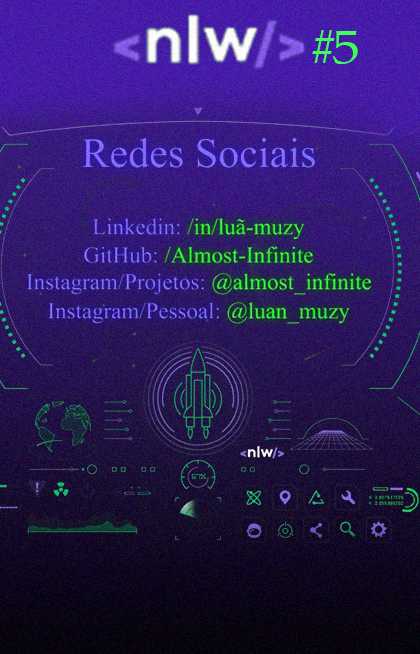 <nlw/> #5
Redes Sociais
Linkedin: /in/luã-muzy
GitHub: /Almost-Infinite
Instagram/Projetos: @almost_infinite
Instagram/Pessoal: @luan_muzy
<nlw/>